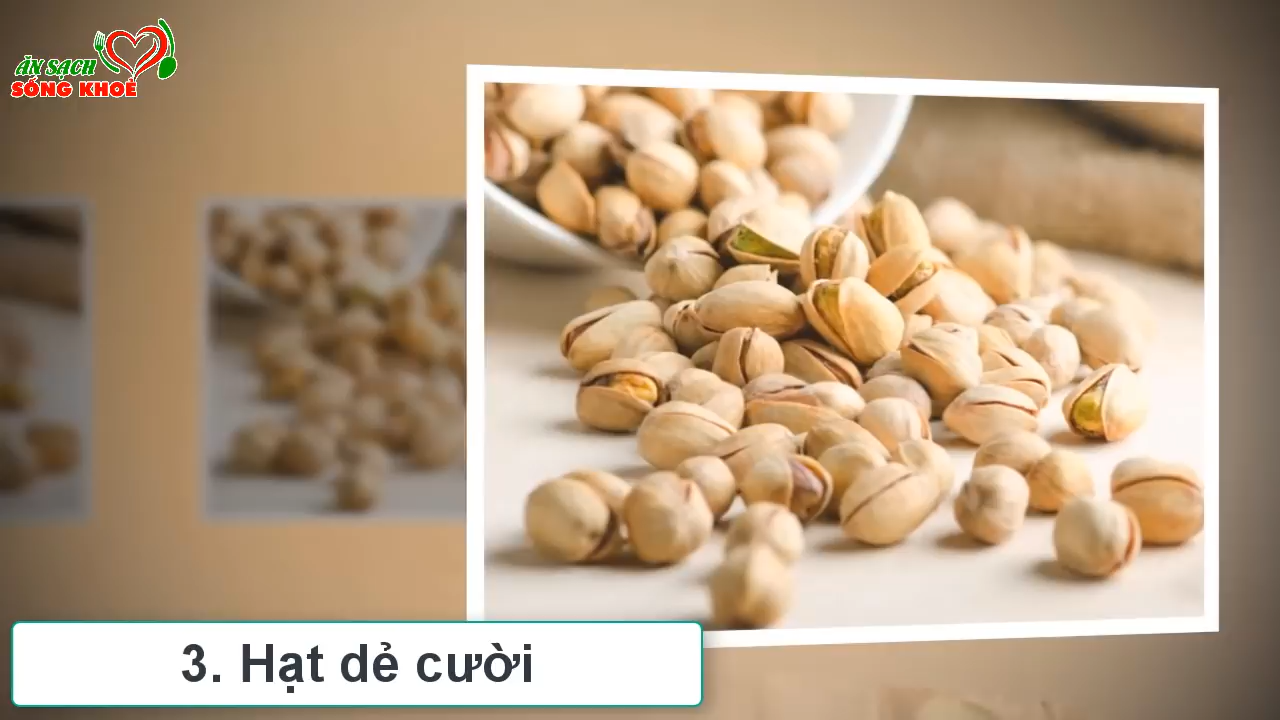 ĂN SẠCH
SỐNG KHOẺ
3. Hạt dẻ cười